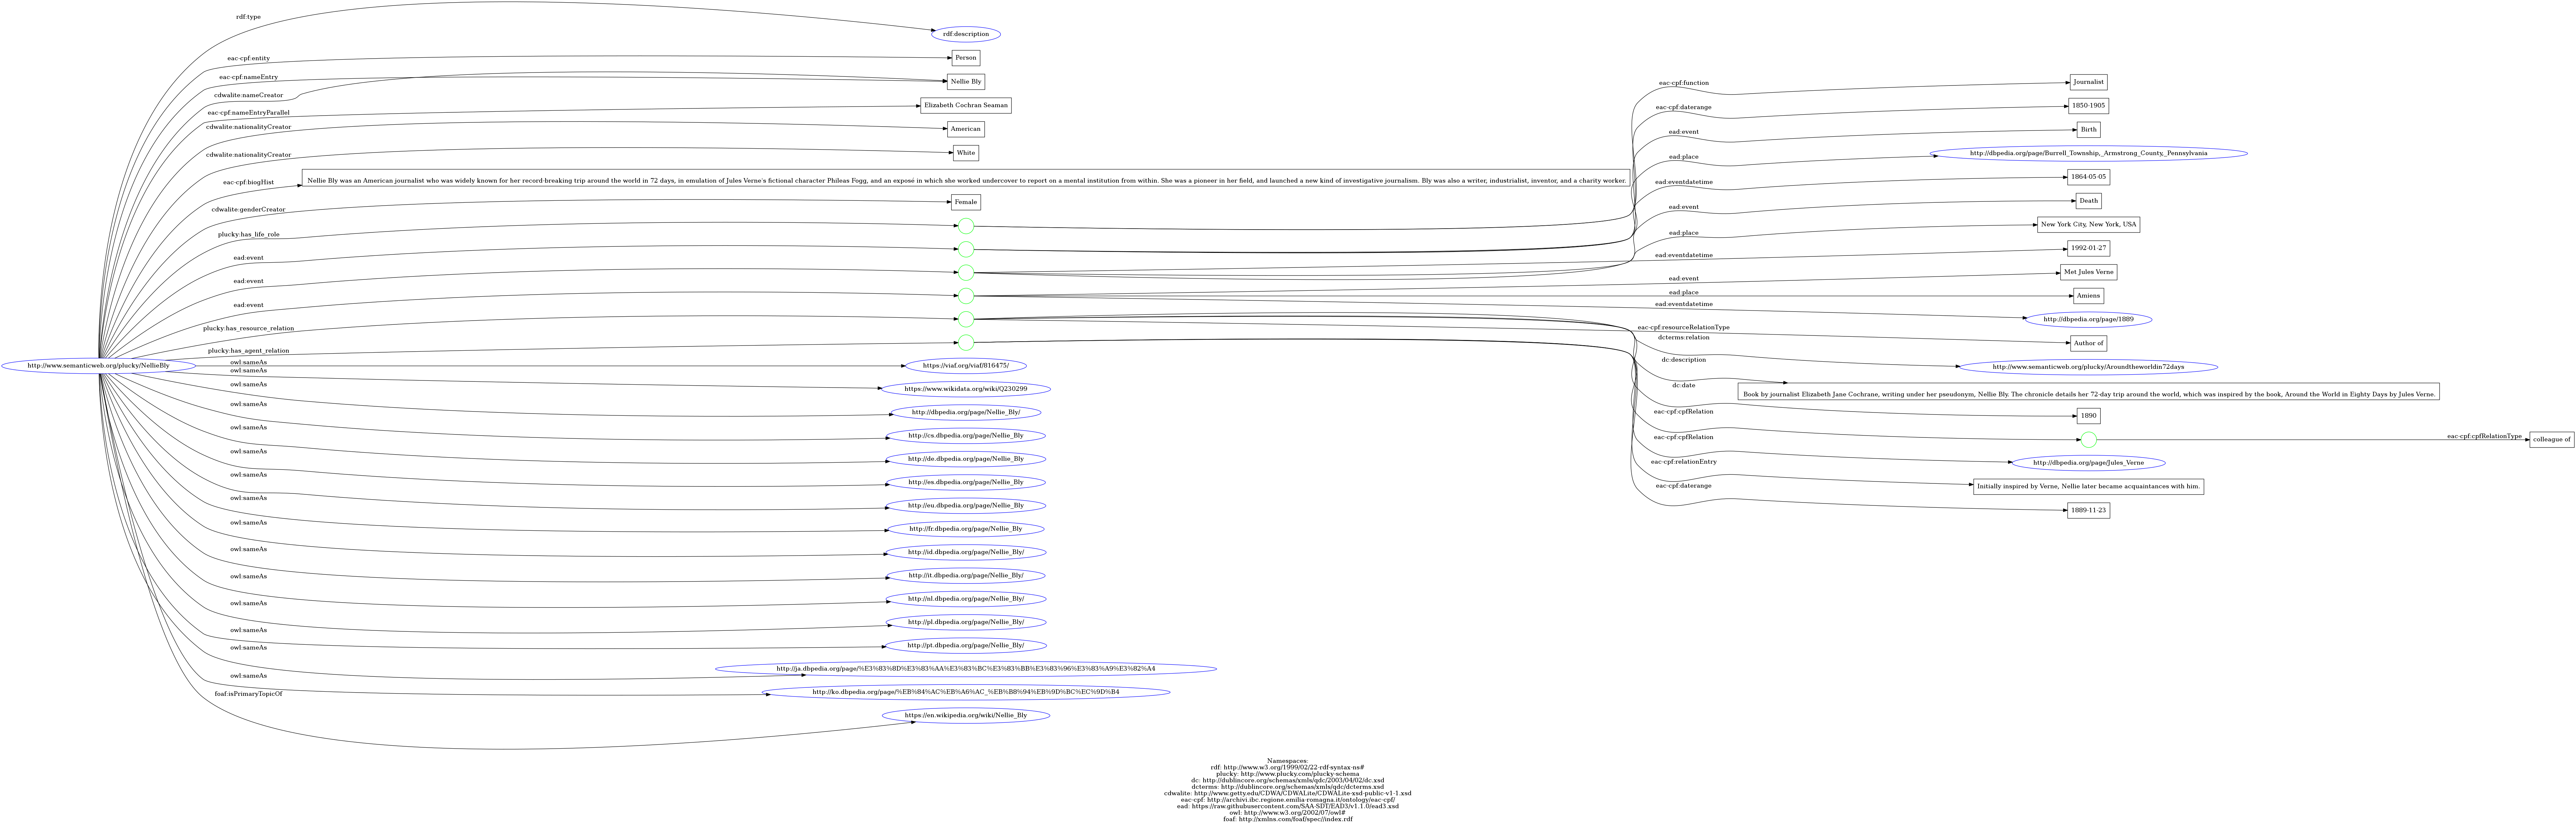 rdf:type
rdf:description
eac-cpf:entity
Person
eac-cpf:nameEntry
Nellie Bly
cdwalite:nameCreator
eac-cpf:nameEntryParallel
Elizabeth Cochran Seaman
cdwalite:nationalityCreator
American
cdwalite:nationalityCreator
White
eac-cpf:biogHist
Nellie Bly was an American journalist who was widely known for her record-breaking trip around the world in 72 days, in emulation of Jules Verne's fictional character Phileas Fogg, and an exposé in which she worked undercover to report on a mental institution from within. She was a pioneer in her field, and launched a new kind of investigative journalism. Bly was also a writer, industrialist, inventor, and a charity worker.
cdwalite:genderCreator
Female
plucky:has_life_role
ead:event
ead:event
ead:event
plucky:has_resource_relation
plucky:has_agent_relation
http://www.semanticweb.org/plucky/NellieBly
owl:sameAs
https://viaf.org/viaf/816475/
owl:sameAs
https://www.wikidata.org/wiki/Q230299
owl:sameAs
http://dbpedia.org/page/Nellie_Bly/
owl:sameAs
http://cs.dbpedia.org/page/Nellie_Bly
owl:sameAs
http://de.dbpedia.org/page/Nellie_Bly
owl:sameAs
http://es.dbpedia.org/page/Nellie_Bly
owl:sameAs
http://eu.dbpedia.org/page/Nellie_Bly
owl:sameAs
http://fr.dbpedia.org/page/Nellie_Bly
owl:sameAs
http://id.dbpedia.org/page/Nellie_Bly/
owl:sameAs
http://it.dbpedia.org/page/Nellie_Bly/
owl:sameAs
http://nl.dbpedia.org/page/Nellie_Bly/
owl:sameAs
http://pl.dbpedia.org/page/Nellie_Bly/
owl:sameAs
http://pt.dbpedia.org/page/Nellie_Bly/
owl:sameAs
http://ja.dbpedia.org/page/%E3%83%8D%E3%83%AA%E3%83%BC%E3%83%BB%E3%83%96%E3%83%A9%E3%82%A4
owl:sameAs
http://ko.dbpedia.org/page/%EB%84%AC%EB%A6%AC_%EB%B8%94%EB%9D%BC%EC%9D%B4
foaf:isPrimaryTopicOf
https://en.wikipedia.org/wiki/Nellie_Bly
eac-cpf:function
Journalist
eac-cpf:daterange
1850-1905
ead:event
Birth
ead:place
http://dbpedia.org/page/Burrell_Township,_Armstrong_County,_Pennsylvania
ead:eventdatetime
1864-05-05
ead:event
Death
ead:place
New York City, New York, USA
ead:eventdatetime
1992-01-27
ead:event
Met Jules Verne
ead:place
Amiens
ead:eventdatetime
http://dbpedia.org/page/1889
eac-cpf:resourceRelationType
Author of
dcterms:relation
http://www.semanticweb.org/plucky/Aroundtheworldin72days
dc:description
Book by journalist Elizabeth Jane Cochrane, writing under her pseudonym, Nellie Bly. The chronicle details her 72-day trip around the world, which was inspired by the book, Around the World in Eighty Days by Jules Verne.
dc:date
1890
eac-cpf:cpfRelation
eac-cpf:cpfRelationType
colleague of
eac-cpf:cpfRelation
http://dbpedia.org/page/Jules_Verne
eac-cpf:relationEntry
Initially inspired by Verne, Nellie later became acquaintances with him.
eac-cpf:daterange
1889-11-23
Namespaces:
rdf: http://www.w3.org/1999/02/22-rdf-syntax-ns#
plucky: http://www.plucky.com/plucky-schema
dc: http://dublincore.org/schemas/xmls/qdc/2003/04/02/dc.xsd
dcterms: http://dublincore.org/schemas/xmls/qdc/dcterms.xsd
cdwalite: http://www.getty.edu/CDWA/CDWALite/CDWALite-xsd-public-v1-1.xsd
eac-cpf: http://archivi.ibc.regione.emilia-romagna.it/ontology/eac-cpf/
ead: https://raw.githubusercontent.com/SAA-SDT/EAD3/v1.1.0/ead3.xsd
owl: http://www.w3.org/2002/07/owl#
foaf: http://xmlns.com/foaf/spec//index.rdf